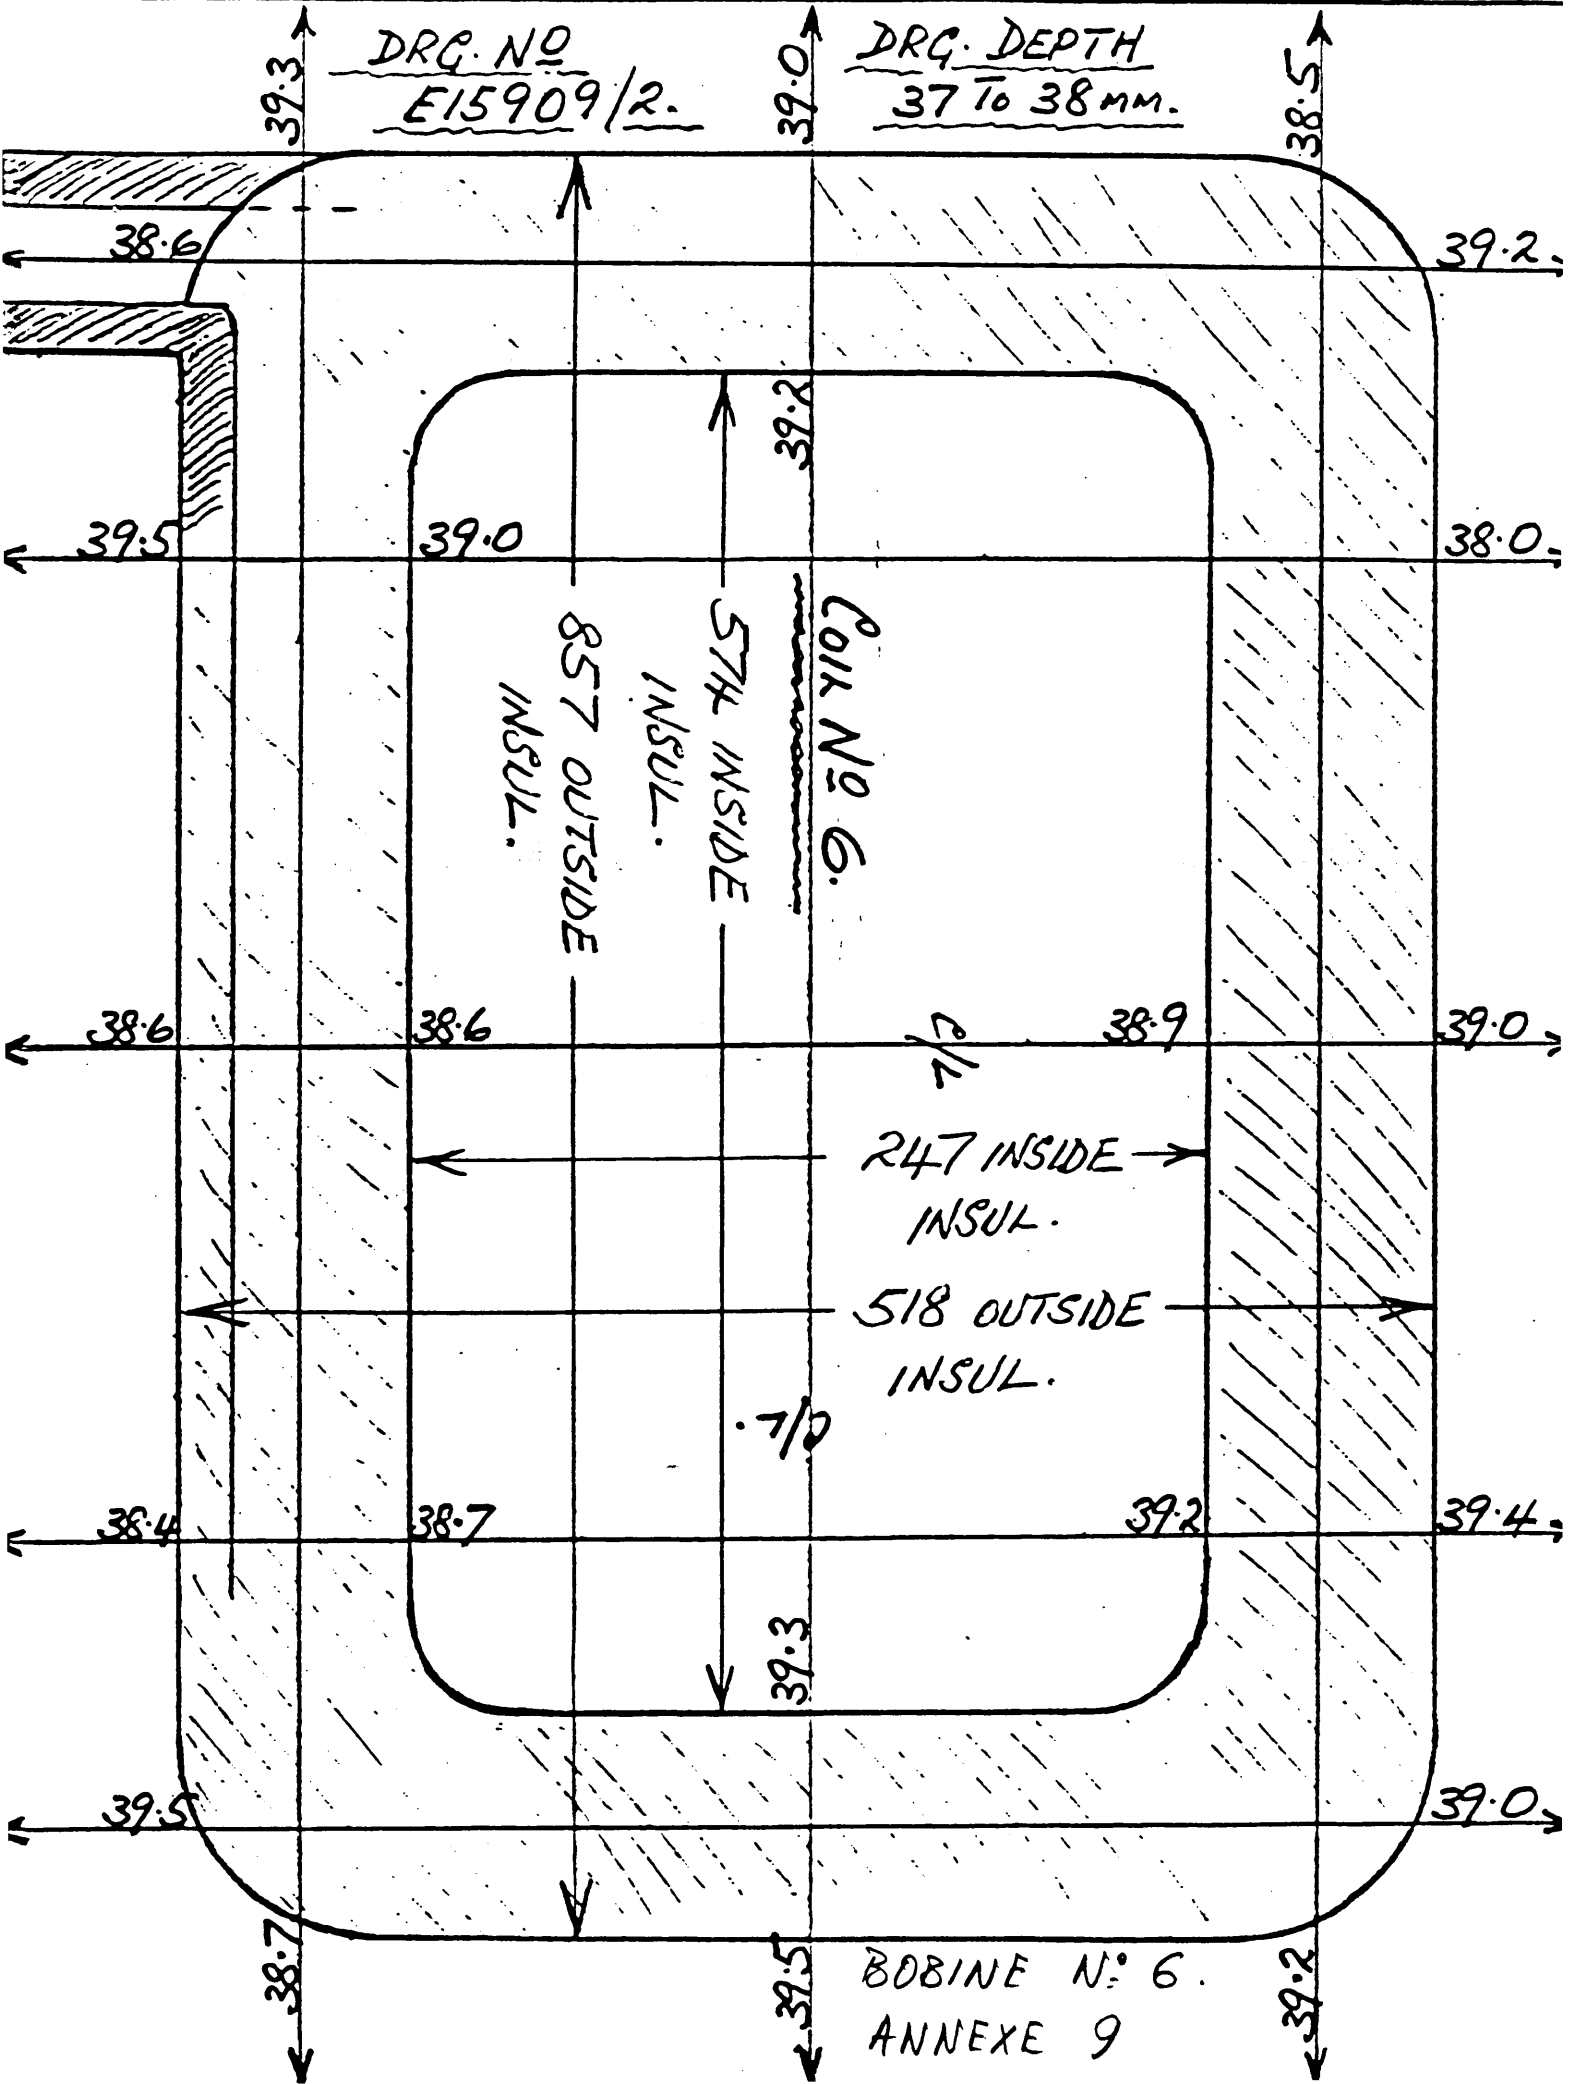 DRG. Nº
E15909/2.
DRG. DEPTH
37 To 38 MM.
39.3
39.0
38.5
38.6
39.2
39.2
39.5
39.0
38.0
COIL Nº 6.
574 INSIDE
INSUL.
857 OUTSIDE
INSUL.
38.6
38.6
C/L
38.9
39.0
247 INSIDE
INSUL.
518 OUTSIDE
INSUL.
C/L.
38.4
38.7
39.2
39.4
39.3
39.5
39.0
38.7
39.5
39.2
BOBINE Nº 6.
ANNEXE 9